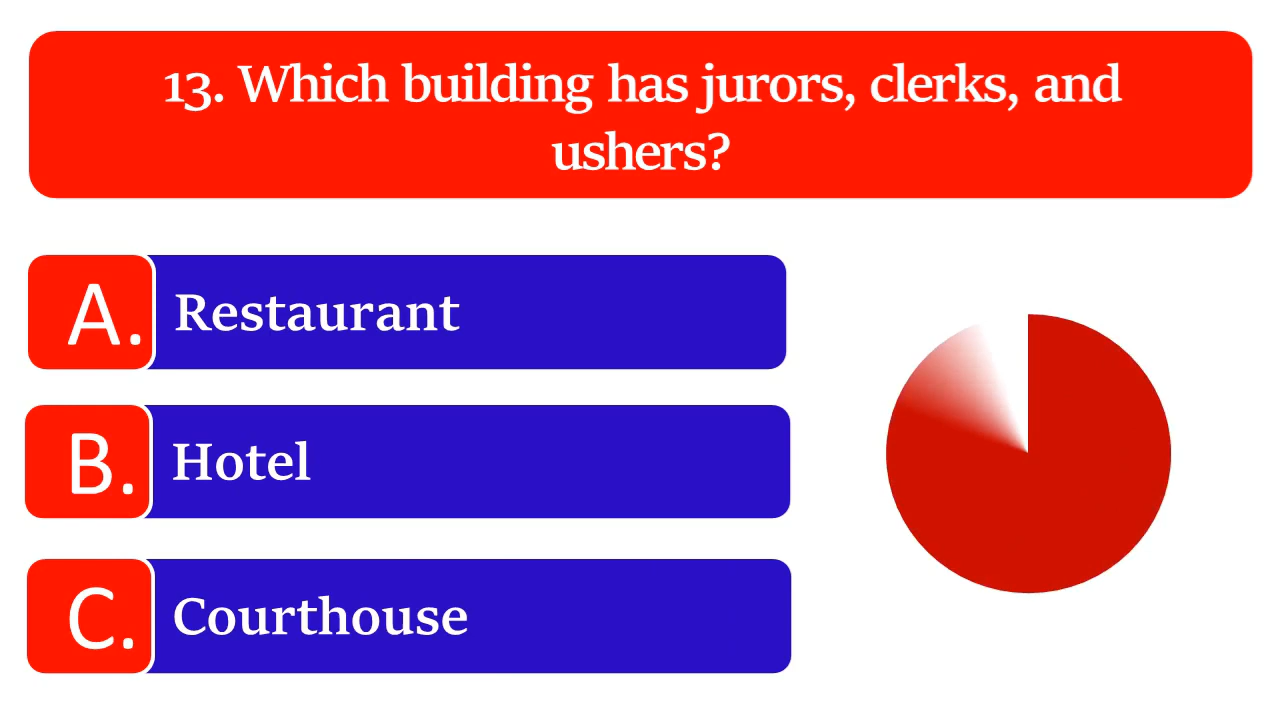 13. Which building has jurors, clerks, and
ushers?
A. Restaurant
B. Hotel
C. Courthouse